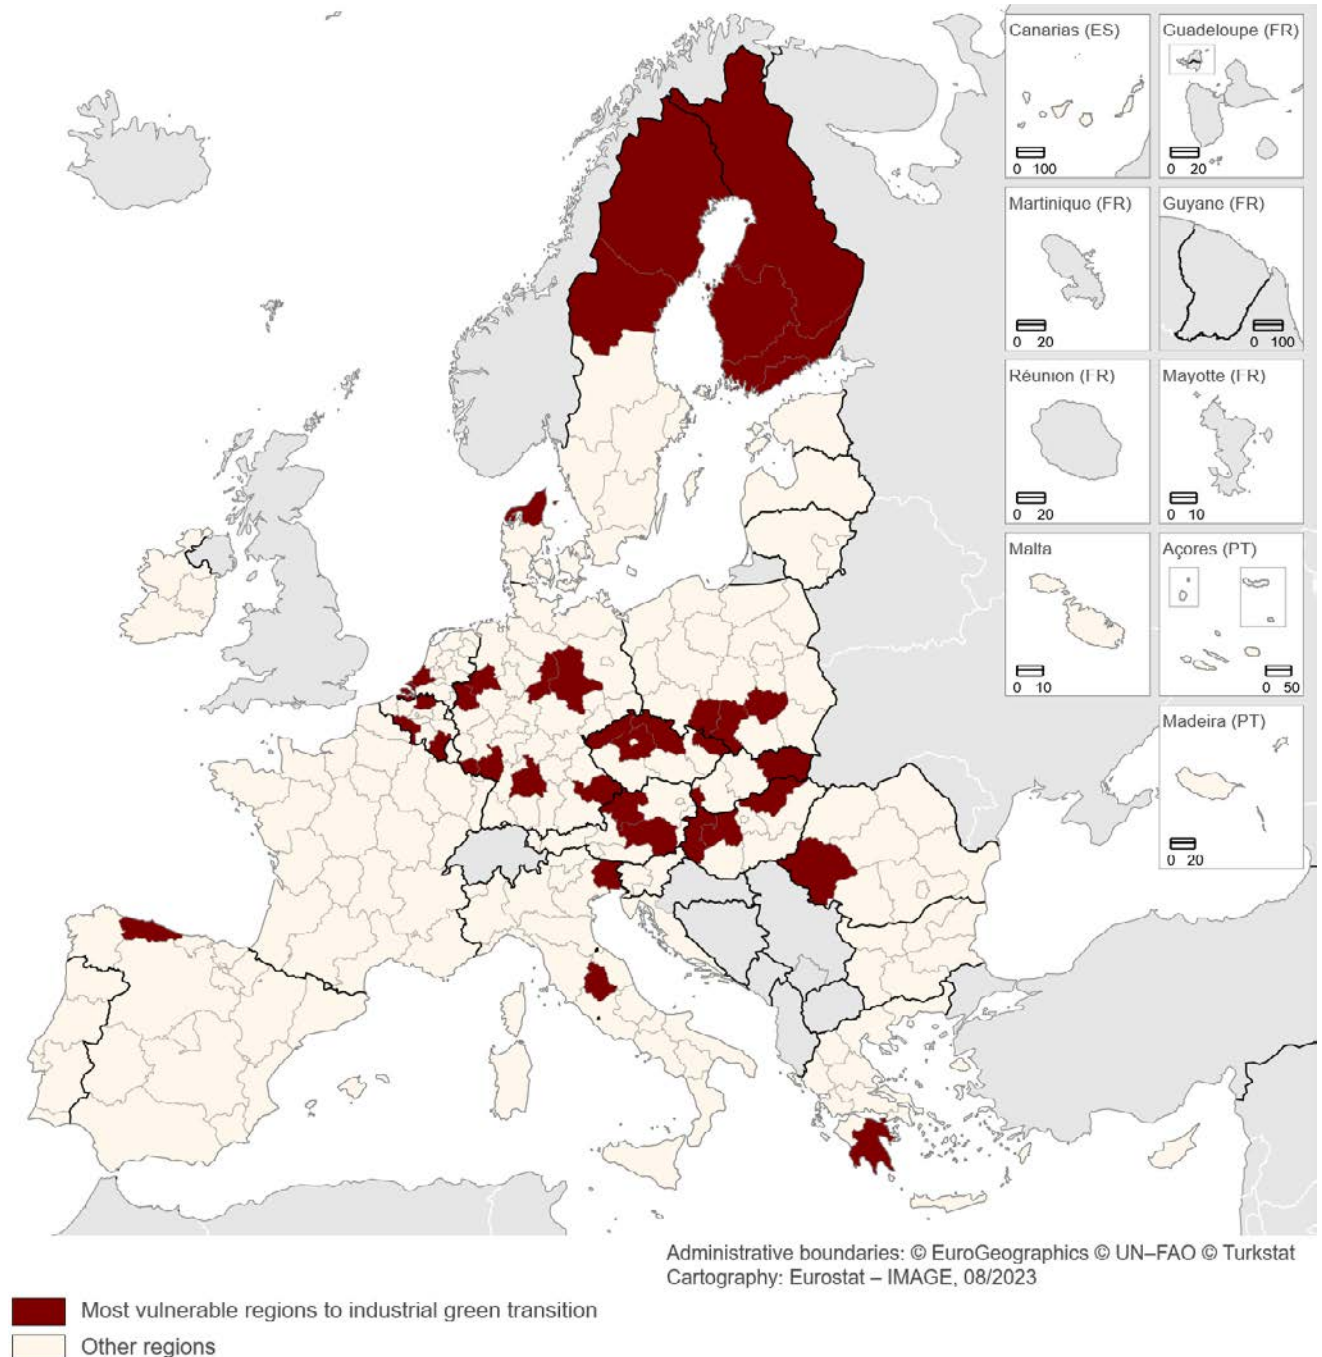 Canarias (ES)
0 100
Guadeloupe (FR)
0 20
Martinique (FR)
0 20
Guyane (FR)
0 100
Réunion (FR)
0 20
Mayotte (FR)
0 10
Malta
0 10
Açores (PT)
0 50
Madeira (PT)
0 20
Administrative boundaries: © EuroGeographics © UN–FAO © Turkstat
Cartography: Eurostat – IMAGE, 08/2023
Most vulnerable regions to industrial green transition
Other regions